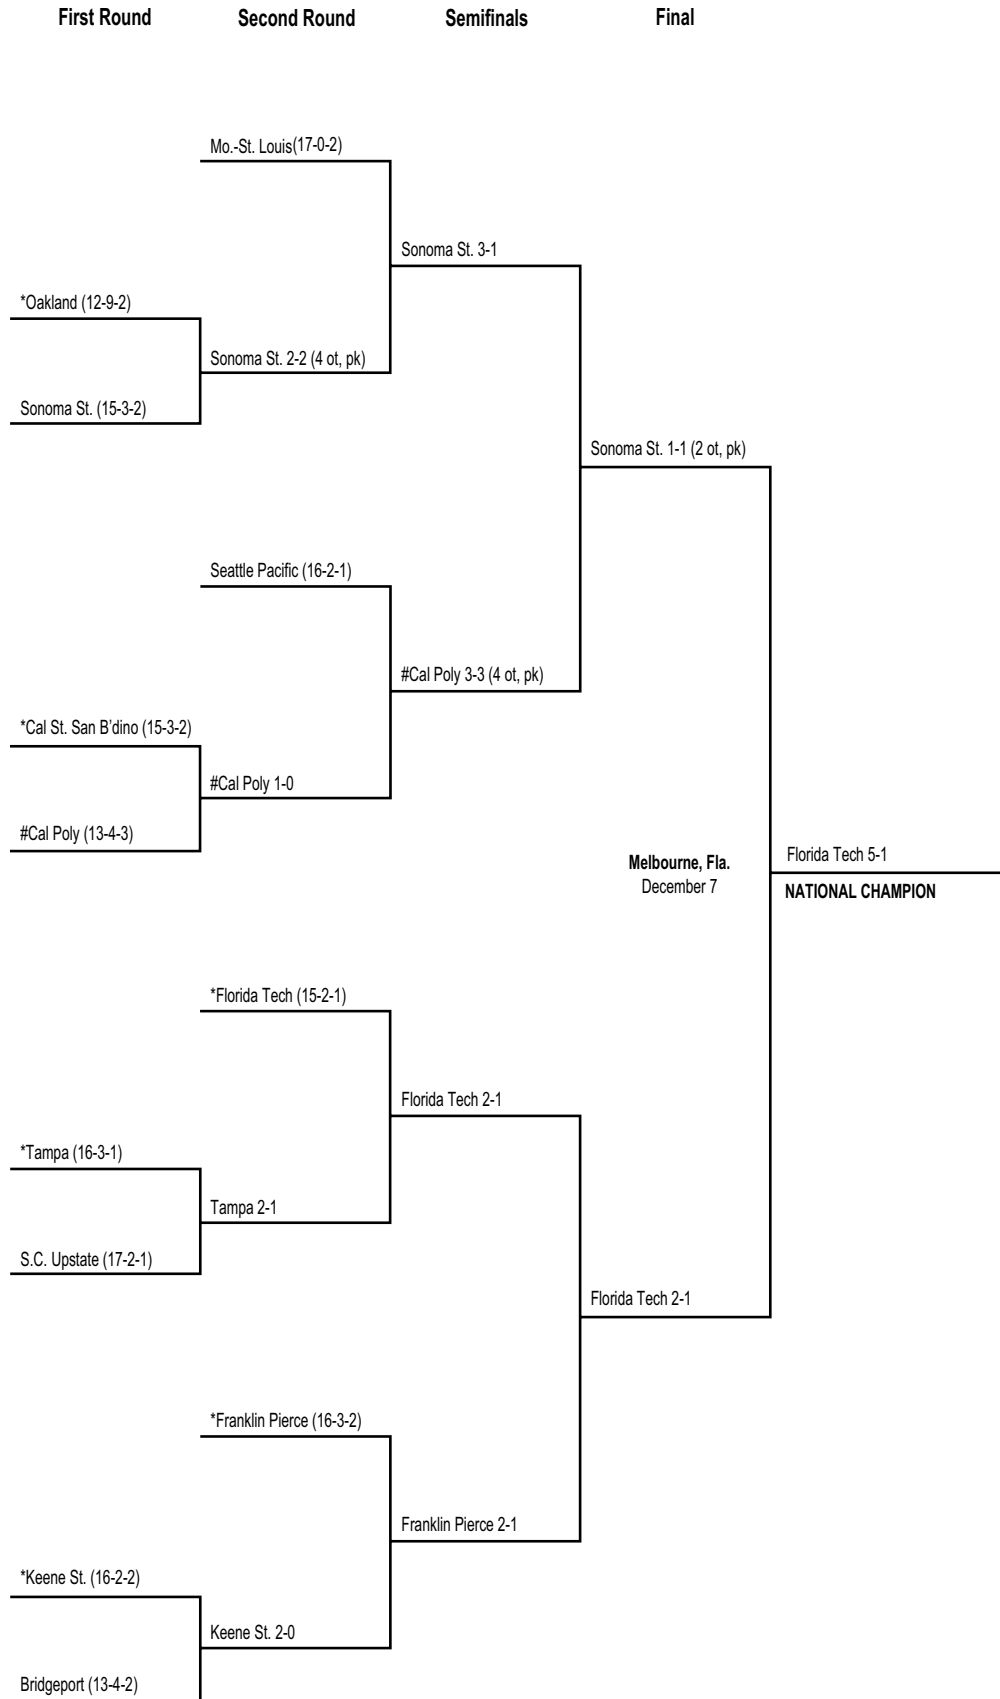 First Round
Second Round
Semifinals
Final
Mo.-St. Louis(17-0-2)
Sonoma St. 3-1
*Oakland (12-9-2)
Sonoma St. 2-2 (4 ot, pk)
Sonoma St. (15-3-2)
Sonoma St. 1-1 (2 ot, pk)
Seattle Pacific (16-2-1)
#Cal Poly 3-3 (4 ot, pk)
*Cal St. San B'dino (15-3-2)
#Cal Poly 1-0
#Cal Poly (13-4-3)
Melbourne, Fla.
December 7
Florida Tech 5-1
NATIONAL CHAMPION
*Florida Tech (15-2-1)
Florida Tech 2-1
*Tampa (16-3-1)
Tampa 2-1
S.C. Upstate (17-2-1)
Florida Tech 2-1
*Franklin Pierce (16-3-2)
Franklin Pierce 2-1
*Keene St. (16-2-2)
Keene St. 2-0
Bridgeport (13-4-2)